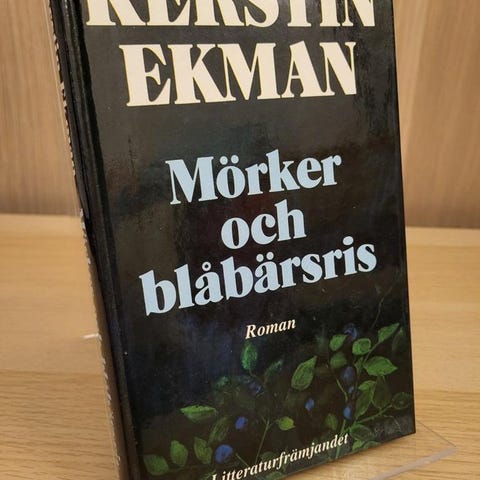 KERSTIN
EKMAN
Mörker
och
blåbärsris
Roman
Litteraturfrämjandet